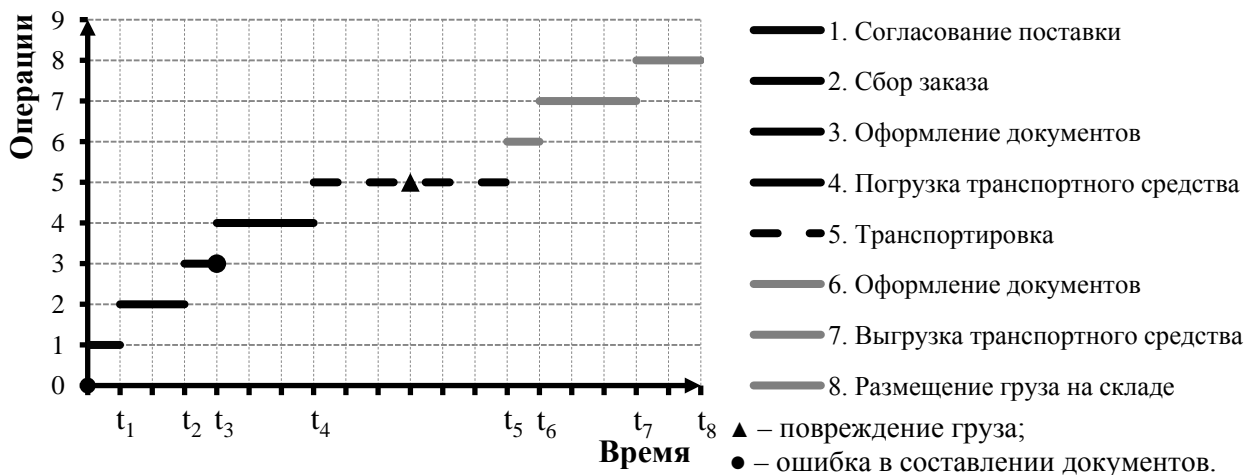 9
8
7
6
5
4
3
2
1
0
Операции
t1
t2
t3
t4
t5
t6
t7
t8
Время
1. Согласование поставки
2. Сбор заказа
3. Оформление документов
4. Погрузка транспортного средства
5. Транспортировка
6. Оформление документов
7. Выгрузка транспортного средства
8. Размещение груза на складе
▲ – повреждение груза;
● – ошибка в составлении документов.